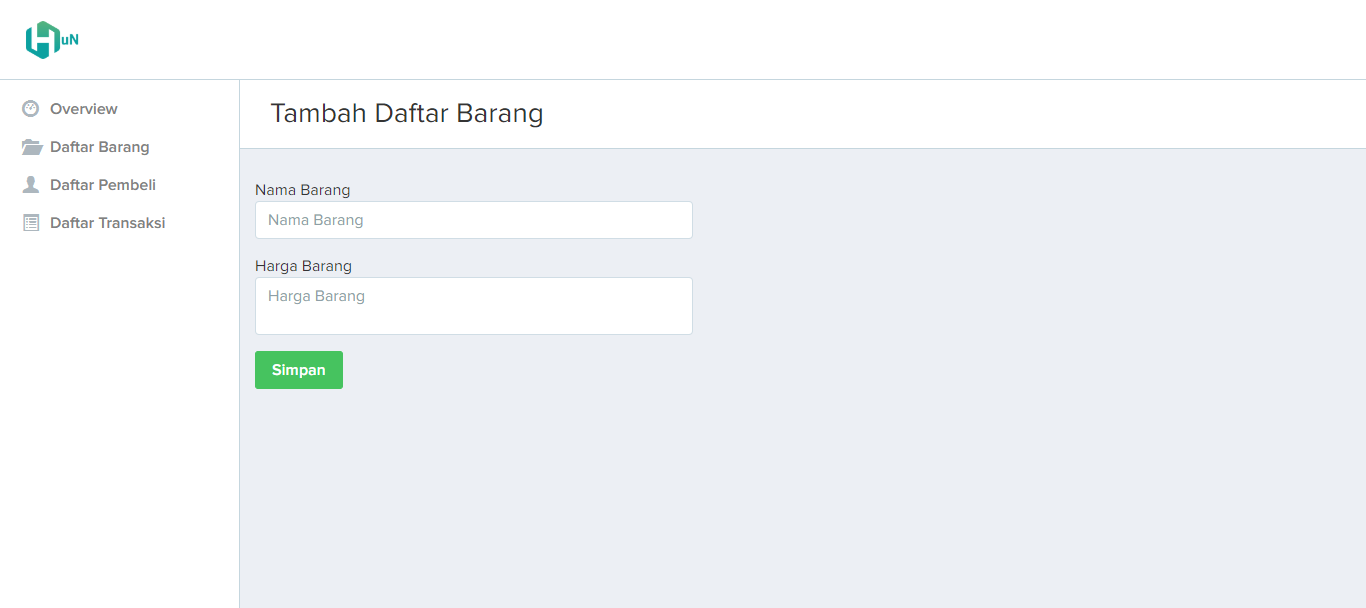 HuN
Overview
Daftar Barang
Daftar Pembeli
Daftar Transaksi
Tambah Daftar Barang
Nama Barang
Nama Barang
Harga Barang
Harga Barang
Simpan